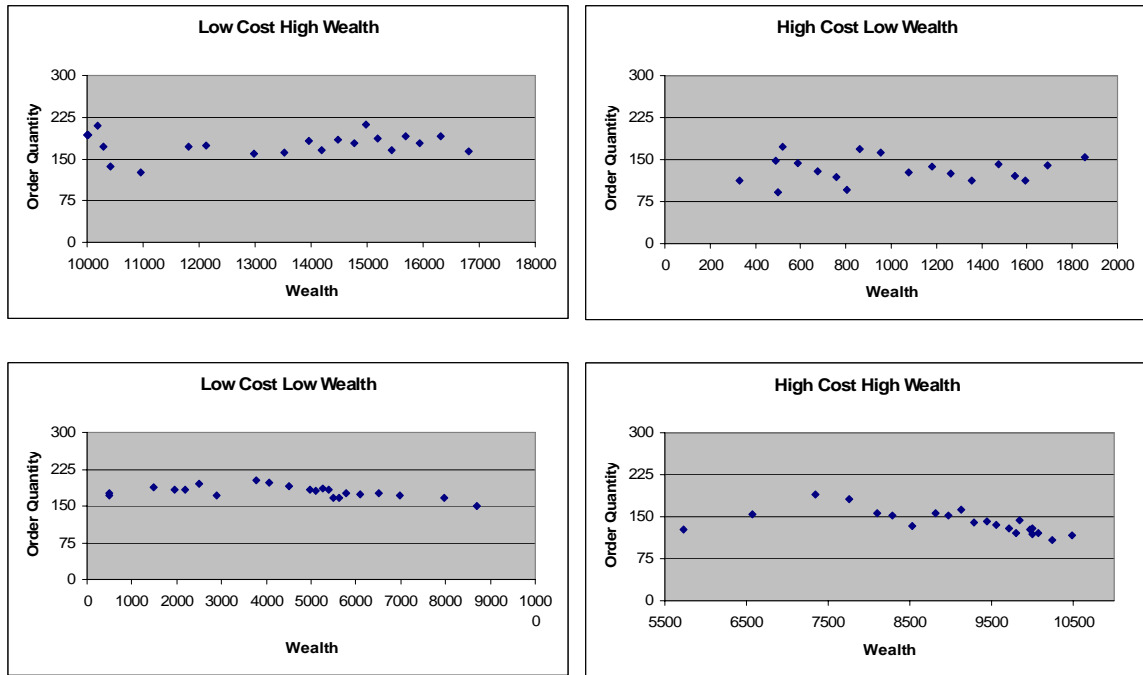 Low Cost High Wealth
300
225
150
75
0
Order Quantity
10000 11000 12000 13000 14000 15000 16000 17000 18000
Wealth
High Cost Low Wealth
300
225
150
75
0
Order Quantity
0 200 400 600 800 1000 1200 1400 1600 1800 2000
Wealth
Low Cost Low Wealth
300
225
150
75
0
Order Quantity
0 1000 2000 3000 4000 5000 6000 7000 8000 9000 1000
0
Wealth
High Cost High Wealth
300
225
150
75
0
Order Quantity
5500 6500 7500 8500 9500 10500
Wealth